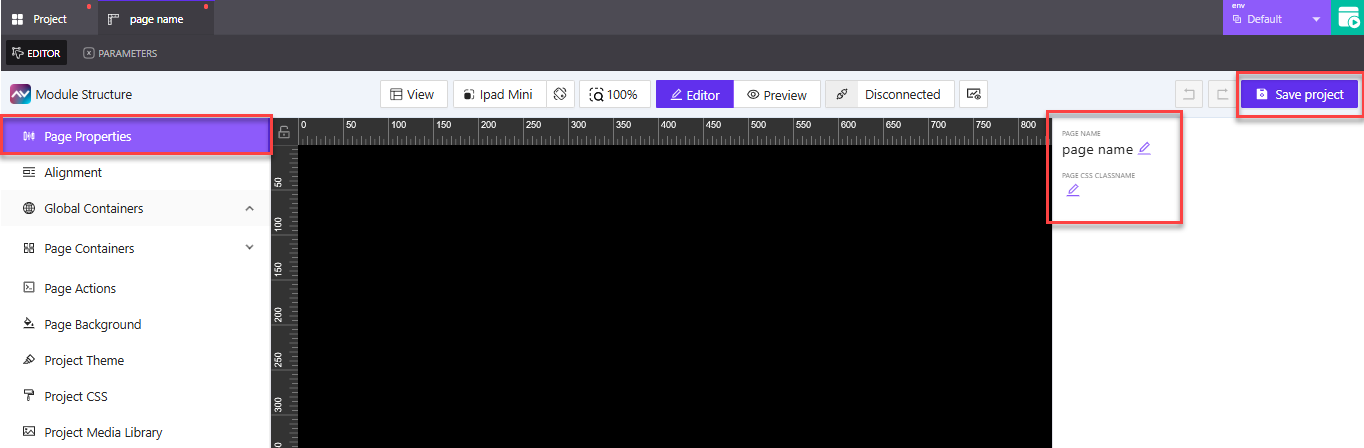 Project
page name
env
Default
EDITOR
PARAMETERS
Module Structure
View
Ipad Mini
100%
Editor
Preview
Disconnected
Save project
Page Properties
Alignment
Global Containers
Page Containers
Page Actions
Page Background
Project Theme
Project CSS
Project Media Library
0 50 100 150 200 250 300 350 400 450 500 550 600 650 700 750 800
50
100
150
200
250
300
PAGE NAME
page name
PAGE CSS CLASSNAME